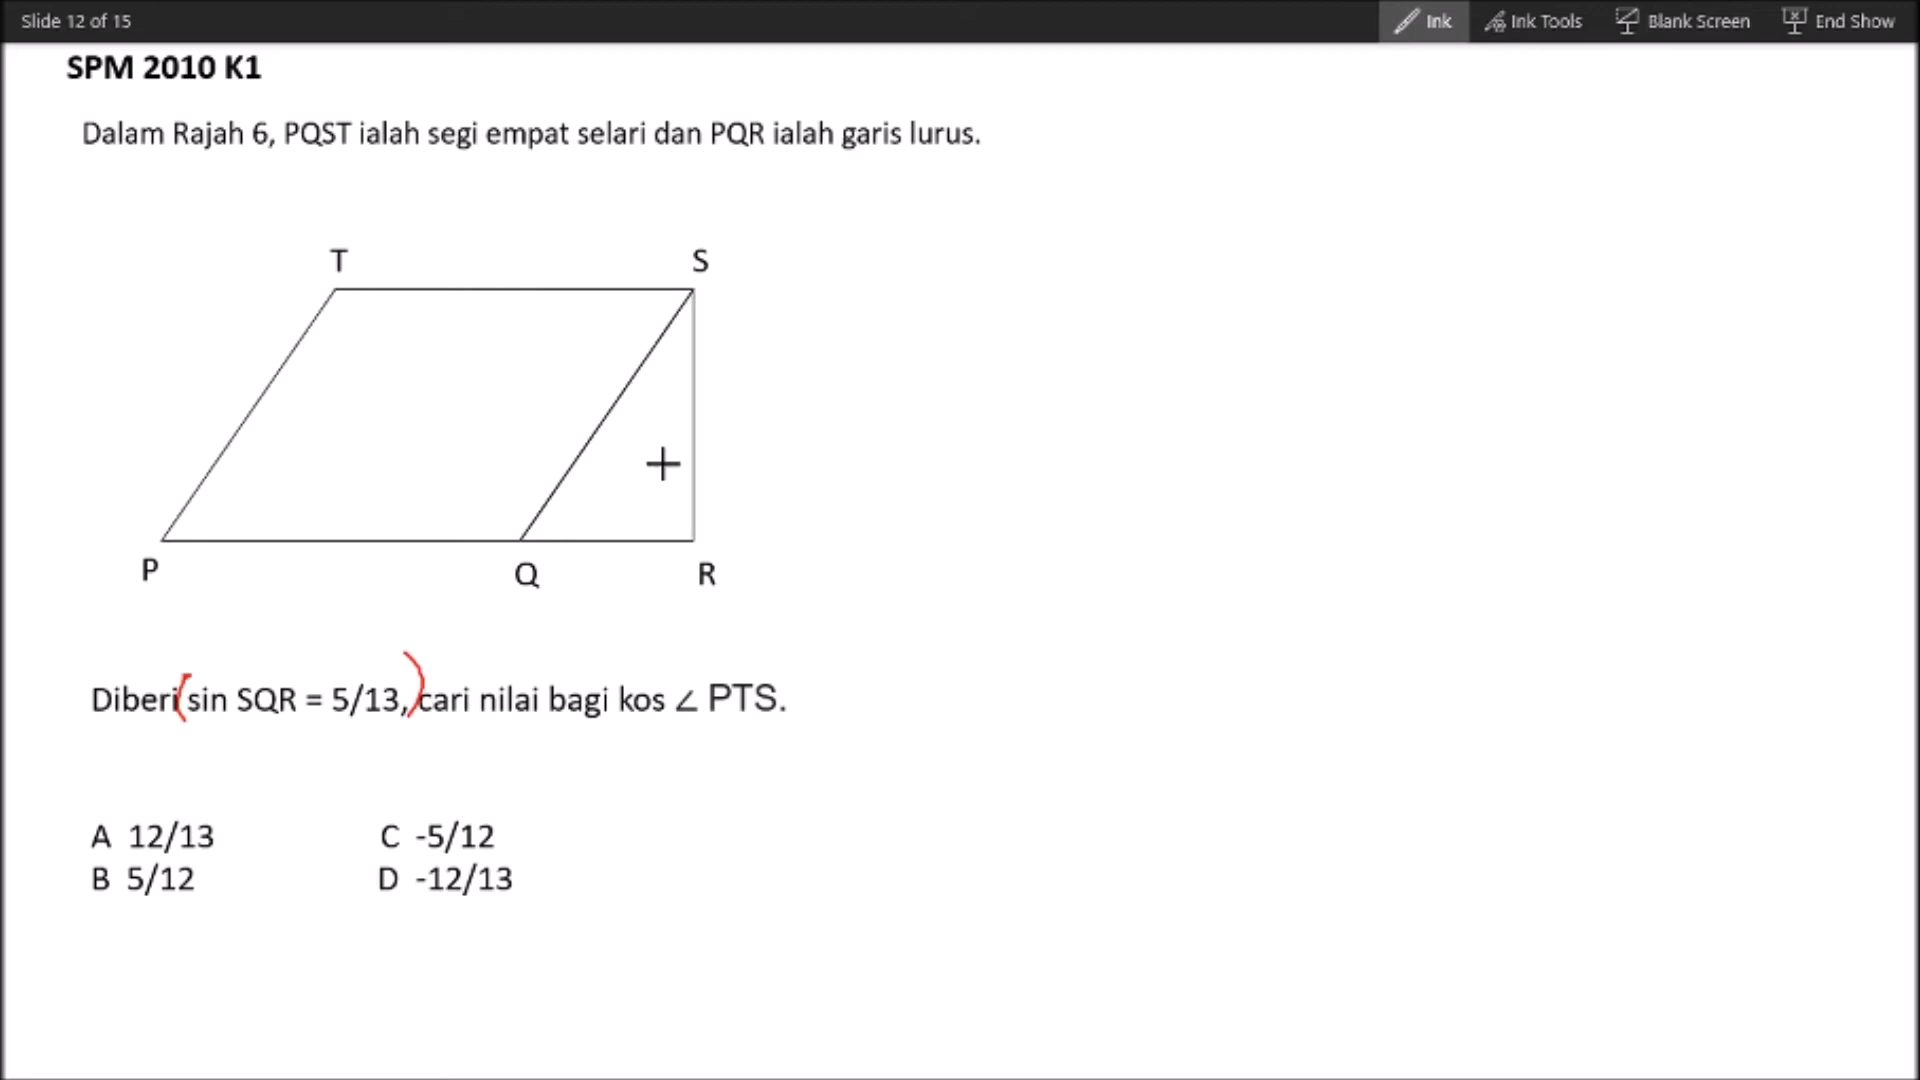 Slide 12 of 15
Ink
Ink Tools
Blank Screen
End Show
SPM 2010 K1
Dalam Rajah 6, PQST ialah segi empat selari dan PQR ialah garis lurus.
T
S
P
Q
R
Diberi (sin SQR = 5/13,) cari nilai bagi kos ∠ PTS.
A 12/13 C -5/12
B 5/12 D -12/13